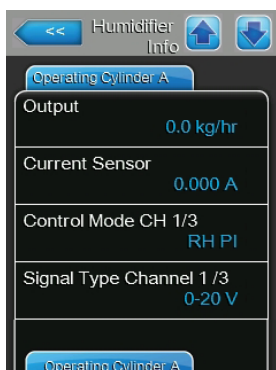 << Humidifier
Info
Operating Cylinder A
Output
0.0 kg/hr
Current Sensor
0.000 A
Control Mode CH 1/3
RH PI
Signal Type Channel 1 /3
0-20 V
Operating Cylinder A